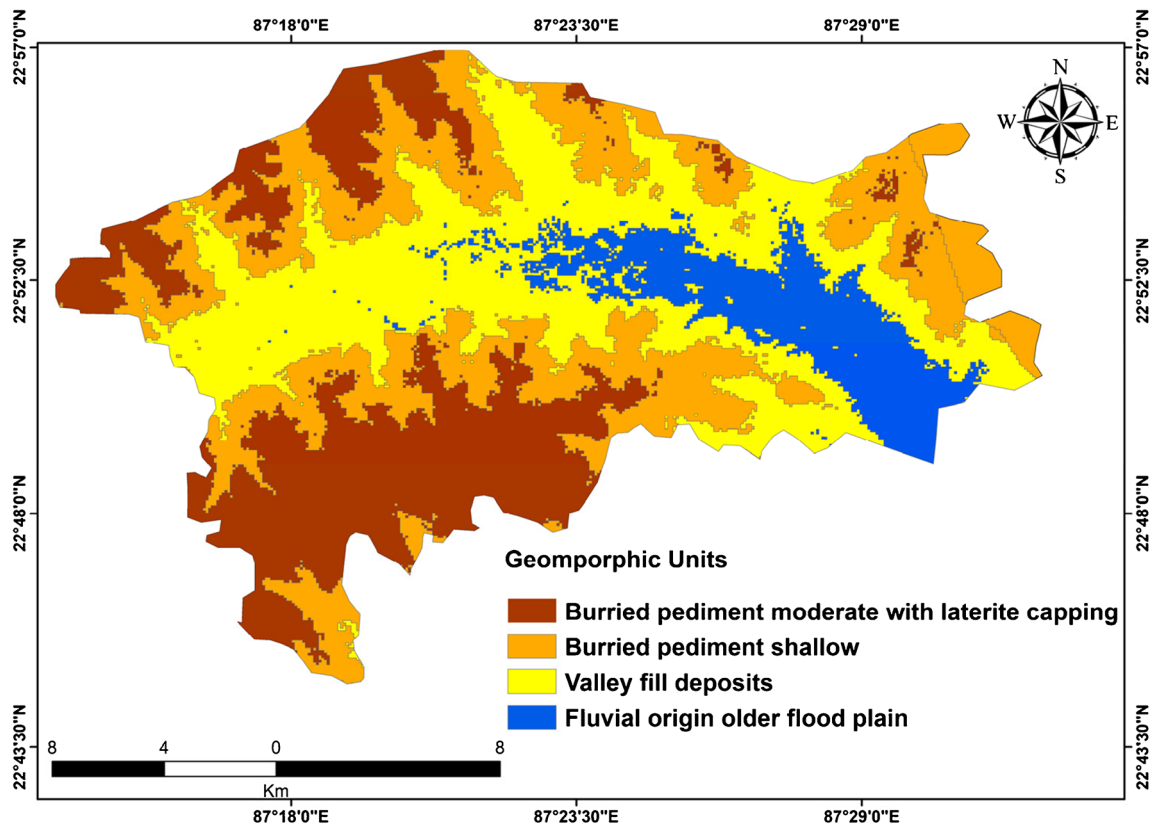 87°18'0"E 87°23'30"E 87°29'0"E
22°57'0"N 22°57'0"N
N
W E
S
22°52'30"N 22°52'30"N
22°48'0"N 22°48'0"N
Geomporphic Units
Burried pediment moderate with laterite capping
Burried pediment shallow
Valley fill deposits
Fluvial origin older flood plain
22°43'30"N 22°43'30"N
8 4 0 8
Km
87°18'0"E 87°23'30"E 87°29'0"E